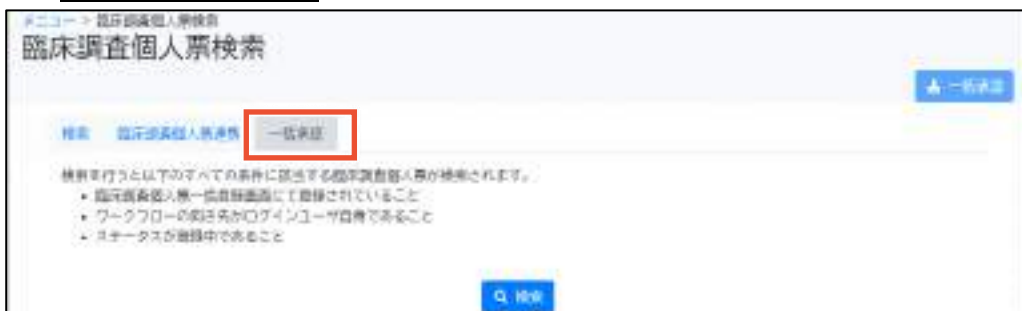 メニュー > 臨床調査個人票検索
臨床調査個人票検索
一括承認
検索 臨床調査個人票連携 一括承認
検索を行うと以下のすべての条件に該当する臨床調査個人票が検索されます。
• 臨床調査個人票一括登録画面にて登録されていること
• ワークフローの宛き先がログインユーザ自身であること
• ステータスが登録中であること
検索